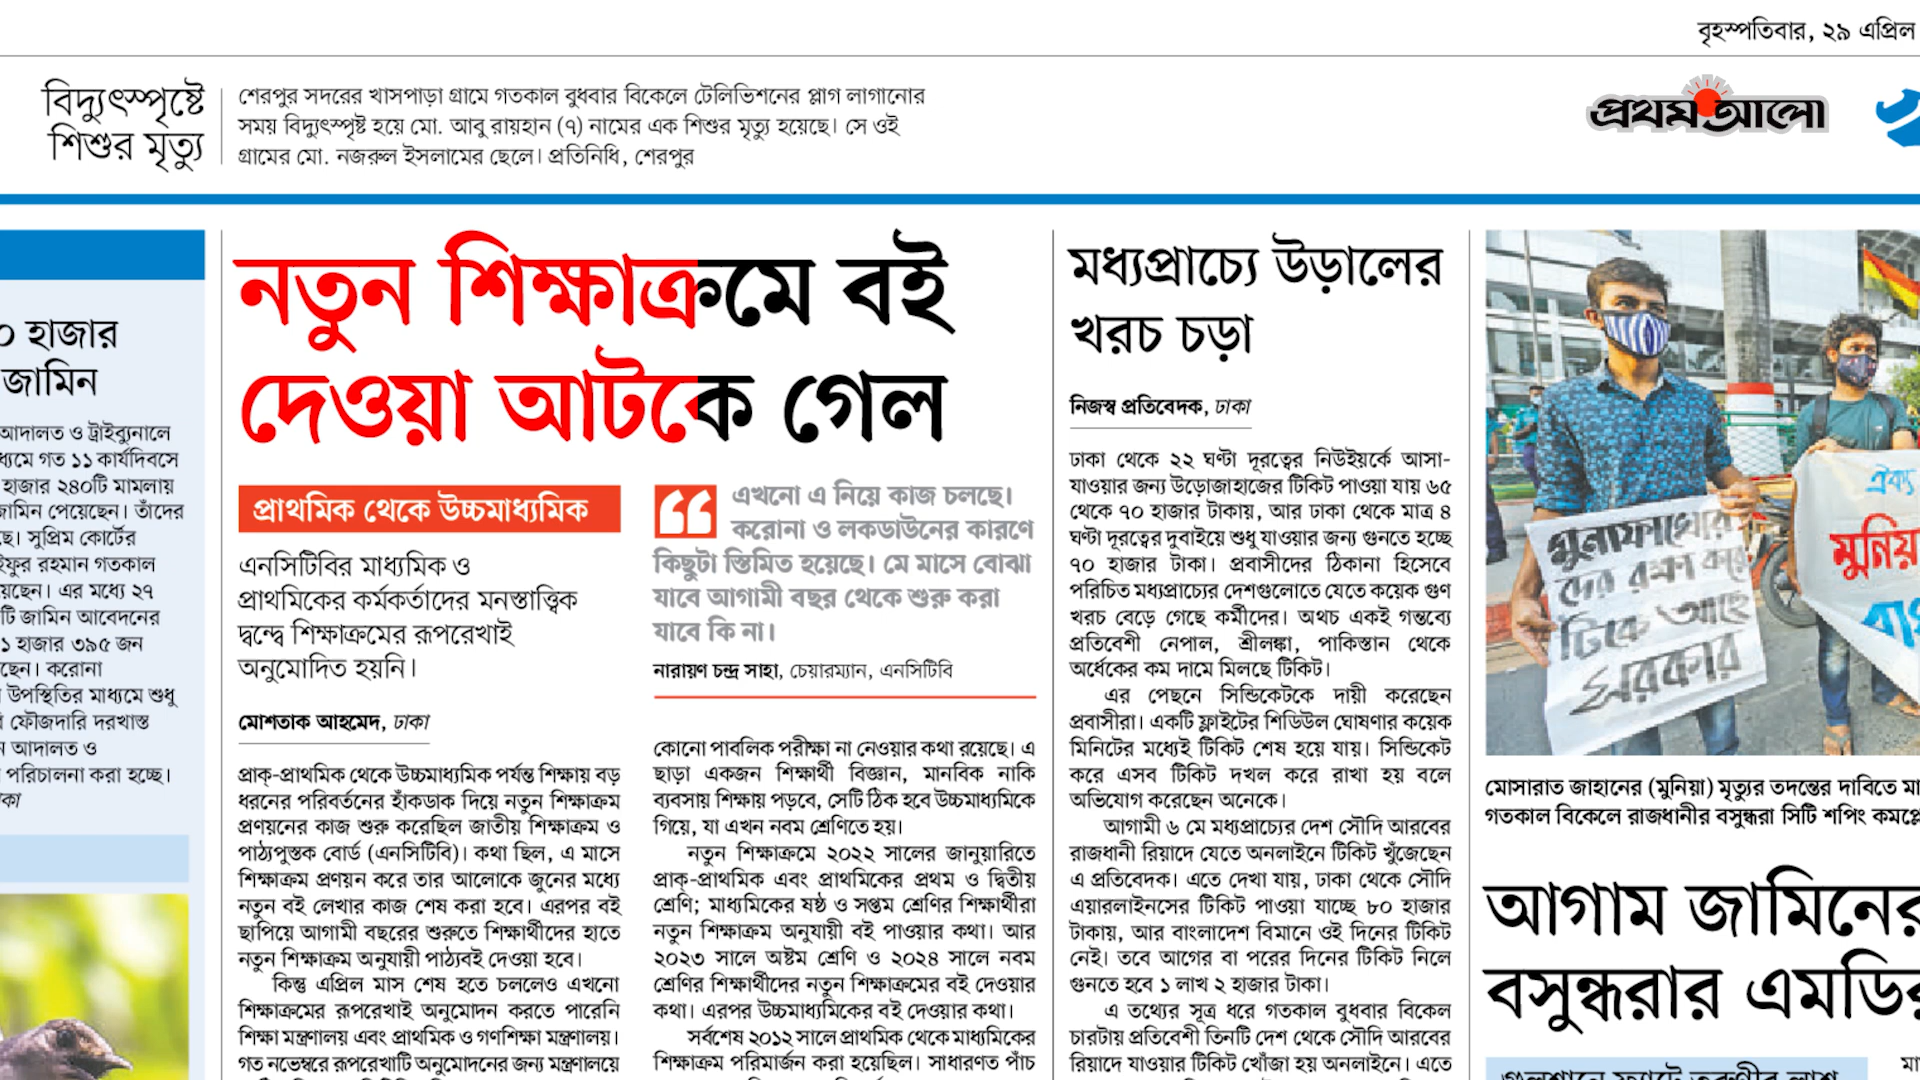 বৃহস্পতিবার, ২৯ এপ্রিল
বিদ্যুৎস্পৃষ্টে
শিশুর মৃত্যু
শেরপুর সদরের খাসপাড়া গ্রামে গতকাল বুধবার বিকেলে টেলিভিশনের প্লাগ লাগানোর
সময় বিদ্যুৎস্পৃষ্ট হয়ে মো. আবু রায়হান (৭) নামের এক শিশুর মৃত্যু হয়েছে। সে ওই
গ্রামের মো. নজরুল ইসলামের ছেলে। প্রতিনিধি, শেরপুর
প্রথম আলো
০ হাজার
জামিন
আদালত ও ট্রাইব্যুনালে
ধ্যমে গত ১১ কার্যদিবসে
হাজার ২৪০টি মামলায়
জামিন পেয়েছেন। তাঁদের
ছে। সুপ্রিম কোর্টের
ইফুর রহমান গতকাল
য়েছেন। এর মধ্যে ২৭
টি জামিন আবেদনের
১ হাজার ৩৯৫ জন
ছেন। করোনা
উপস্থিতির মাধ্যমে শুধু
ফৌজদারি দরখাস্ত
আদালত ও
পরিচালনা করা হচ্ছে।
কা
নতুন শিক্ষাক্রমে বই
দেওয়া আটকে গেল
প্রাথমিক থেকে উচ্চমাধ্যমিক
এনসিটিবির মাধ্যমিক ও
প্রাথমিকের কর্মকর্তাদের মনস্তাত্ত্বিক
দ্বন্দ্বে শিক্ষাক্রমের রূপরেখাই
অনুমোদিত হয়নি।
মোশতাক আহমেদ, ঢাকা
প্রাক্-প্রাথমিক থেকে উচ্চমাধ্যমিক পর্যন্ত শিক্ষায় বড়
ধরনের পরিবর্তনের হাঁকডাক দিয়ে নতুন শিক্ষাক্রম
প্রণয়নের কাজ শুরু করেছিল জাতীয় শিক্ষাক্রম ও
পাঠ্যপুস্তক বোর্ড (এনসিটিবি)। কথা ছিল, এ মাসে
শিক্ষাক্রম প্রণয়ন করে তার আলোকে জুনের মধ্যে
নতুন বই লেখার কাজ শেষ করা হবে। এরপর বই
ছাপিয়ে আগামী বছরের শুরুতে শিক্ষার্থীদের হাতে
নতুন শিক্ষাক্রম অনুযায়ী পাঠ্যবই দেওয়া হবে।
কিন্তু এপ্রিল মাস শেষ হতে চললেও এখনো
শিক্ষাক্রমের রূপরেখাই অনুমোদন করতে পারেনি
শিক্ষা মন্ত্রণালয় এবং প্রাথমিক ও গণশিক্ষা মন্ত্রণালয়।
গত নভেম্বরে রূপরেখাটি অনুমোদনের জন্য মন্ত্রণালয়ে
এখনো এ নিয়ে কাজ চলছে।
করোনা ও লকডাউনের কারণে
কিছুটা স্তিমিত হয়েছে। মে মাসে বোঝা
যাবে আগামী বছর থেকে শুরু করা
যাবে কি না।
নারায়ণ চন্দ্র সাহা, চেয়ারম্যান, এনসিটিবি
কোনো পাবলিক পরীক্ষা না নেওয়ার কথা রয়েছে। এ
ছাড়া একজন শিক্ষার্থী বিজ্ঞান, মানবিক নাকি
ব্যবসায় শিক্ষায় পড়বে, সেটি ঠিক হবে উচ্চমাধ্যমিকে
গিয়ে, যা এখন নবম শ্রেণিতে হয়।
নতুন শিক্ষাক্রমে ২০২২ সালের জানুয়ারিতে
প্রাক্-প্রাথমিক এবং প্রাথমিকের প্রথম ও দ্বিতীয়
শ্রেণি; মাধ্যমিকের ষষ্ঠ ও সপ্তম শ্রেণির শিক্ষার্থীরা
নতুন শিক্ষাক্রম অনুযায়ী বই পাওয়ার কথা। আর
২০২৩ সালে অষ্টম শ্রেণি ও ২০২৪ সালে নবম
শ্রেণির শিক্ষার্থীদের নতুন শিক্ষাক্রমের বই দেওয়ার
কথা। এরপর উচ্চমাধ্যমিকের বই দেওয়ার কথা।
সর্বশেষ ২০১২ সালে প্রাথমিক থেকে মাধ্যমিকের
শিক্ষাক্রম পরিমার্জন করা হয়েছিল। সাধারণত পাঁচ
মধ্যপ্রাচ্যে উড়ালের
খরচ চড়া
নিজস্ব প্রতিবেদক, ঢাকা
ঢাকা থেকে ২২ ঘণ্টা দূরত্বের নিউইয়র্কে আসা-
যাওয়ার জন্য উড়োজাহাজের টিকিট পাওয়া যায় ৬৫
থেকে ৭০ হাজার টাকায়, আর ঢাকা থেকে মাত্র ৪
ঘণ্টা দূরত্বের দুবাইয়ে শুধু যাওয়ার জন্য গুনতে হচ্ছে
৭০ হাজার টাকা। প্রবাসীদের ঠিকানা হিসেবে
পরিচিত মধ্যপ্রাচ্যের দেশগুলোতে যেতে কয়েক গুণ
খরচ বেড়ে গেছে কর্মীদের। অথচ একই গন্তব্যে
প্রতিবেশী নেপাল, শ্রীলঙ্কা, পাকিস্তান থেকে
অর্ধেকের কম দামে মিলছে টিকিট।
এর পেছনে সিন্ডিকেটকে দায়ী করেছেন
প্রবাসীরা। একটি ফ্লাইটের শিডিউল ঘোষণার কয়েক
মিনিটের মধ্যেই টিকিট শেষ হয়ে যায়। সিন্ডিকেট
করে এসব টিকিট দখল করে রাখা হয় বলে
অভিযোগ করেছেন অনেকে।
আগামী ৬ মে মধ্যপ্রাচ্যের দেশ সৌদি আরবের
রাজধানী রিয়াদে যেতে অনলাইনে টিকিট খুঁজেছেন
এ প্রতিবেদক। এতে দেখা যায়, ঢাকা থেকে সৌদি
এয়ারলাইনসের টিকিট পাওয়া যাচ্ছে ৮০ হাজার
টাকায়, আর বাংলাদেশ বিমানে ওই দিনের টিকিট
নেই। তবে আগের বা পরের দিনের টিকিট নিলে
গুনতে হবে ১ লাখ ২ হাজার টাকা।
এ তথ্যের সূত্র ধরে গতকাল বুধবার বিকেল
চারটায় প্রতিবেশী তিনটি দেশ থেকে সৌদি আরবের
রিয়াদে যাওয়ার টিকিট খোঁজা হয় অনলাইনে। এতে
মুনাফাখোর
দের রক্ষা করতে
টিকে আছে
সরকার
ঐক্য
মুনিয়
মোসারাত জাহানের (মুনিয়া) মৃত্যুর তদন্তের দাবিতে মা
গতকাল বিকেলে রাজধানীর বসুন্ধরা সিটি শপিং কমপ্লে
আগাম জামিনের
বসুন্ধরার এমডির
গুলশানে ফ্ল্যাটে তরুণীর লাশ